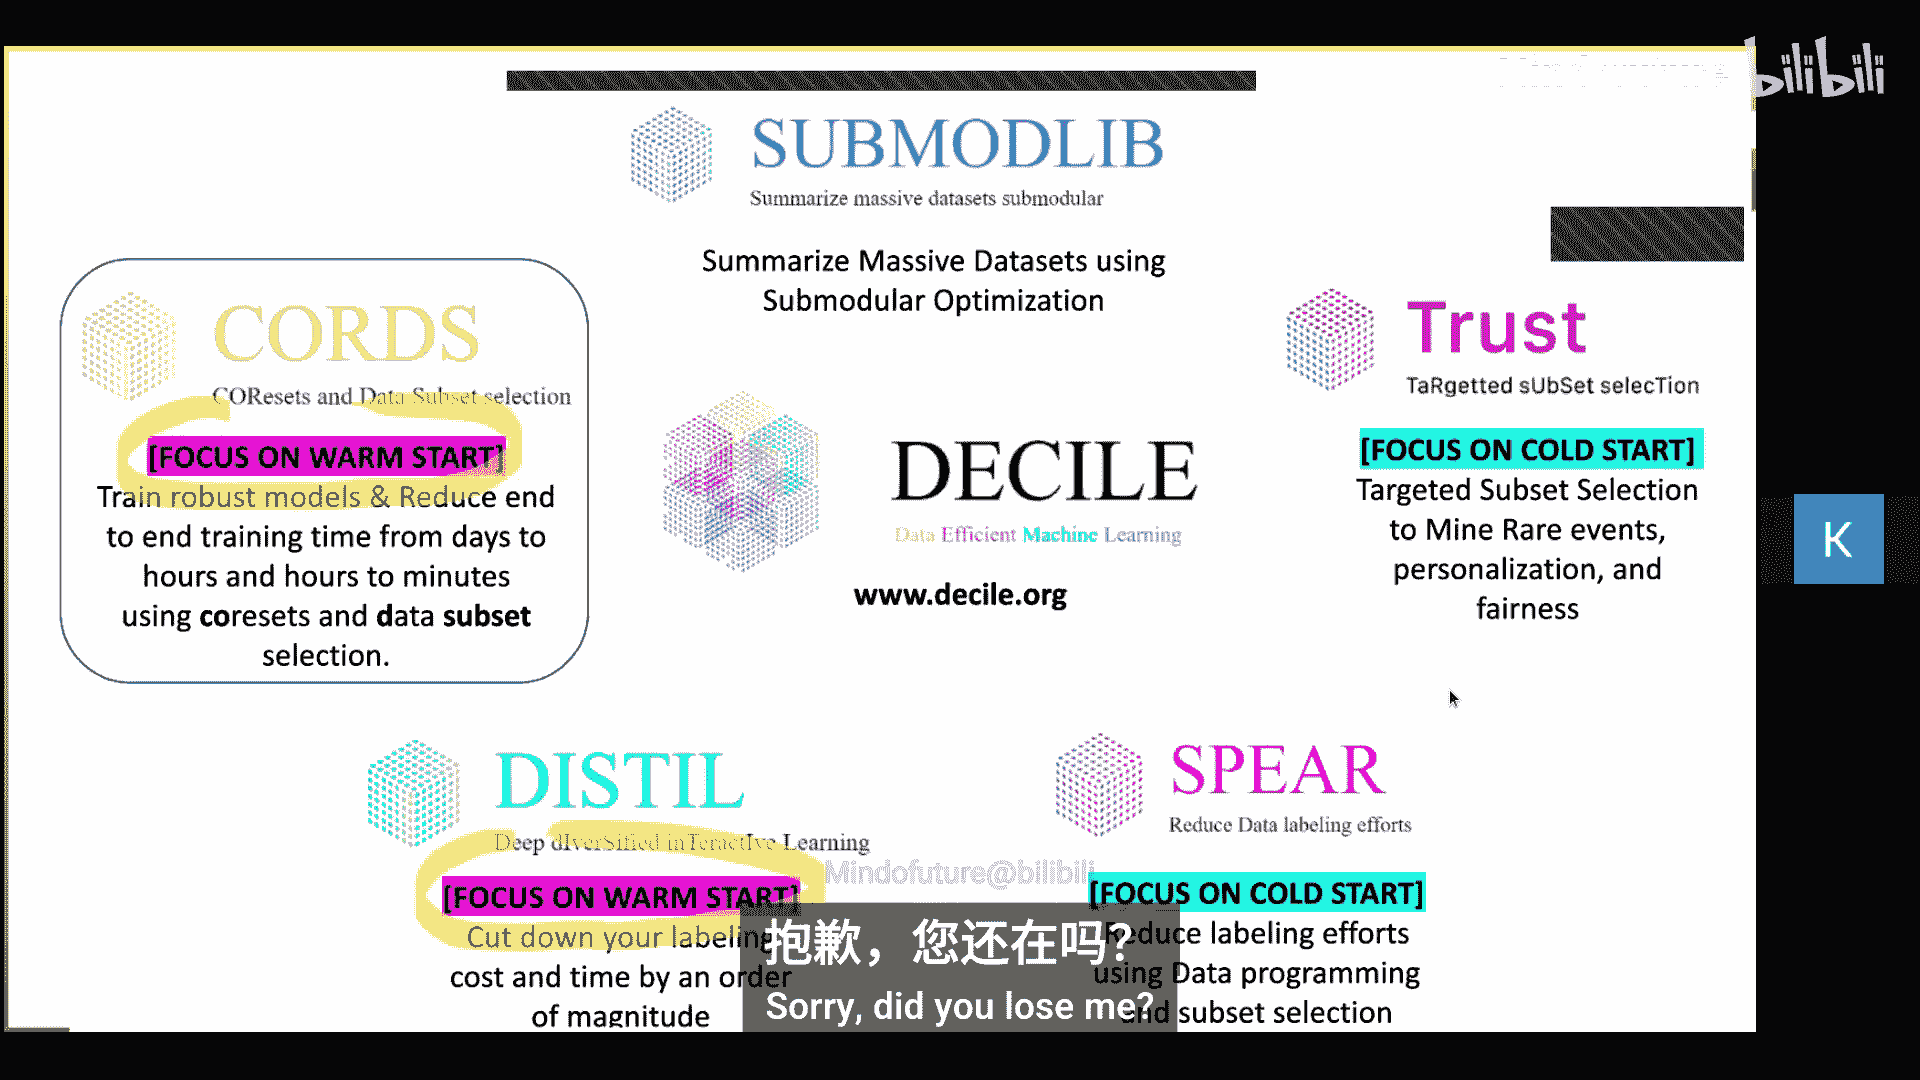 bilibili
SUBMODLIB
Summarize massive datasets submodular
Summarize Massive Datasets using
Submodular Optimization
CORDS
COResets and Data Subset selection
[FOCUS ON WARM START]
Train robust models & Reduce end
to end training time from days to
hours and hours to minutes
using coresets and data subset
selection.
DECILE
Data Efficient Machine Learning
www.decile.org
Trust
TaRgetted sUbSet selecTion
[FOCUS ON COLD START]
Targeted Subset Selection
to Mine Rare events,
personalization, and
fairness
K
DISTIL
Deep dIverSified inTeractIve Learning
[FOCUS ON WARM START]
Cut down your labeling
cost and time by an order
of magnitude
SPEAR
Reduce Data labeling efforts
[FOCUS ON COLD START]
Reduce labeling efforts
using Data programming
and subset selection
Mindofuture@bilibili
抱歉，您还在吗？
Sorry, did you lose me?